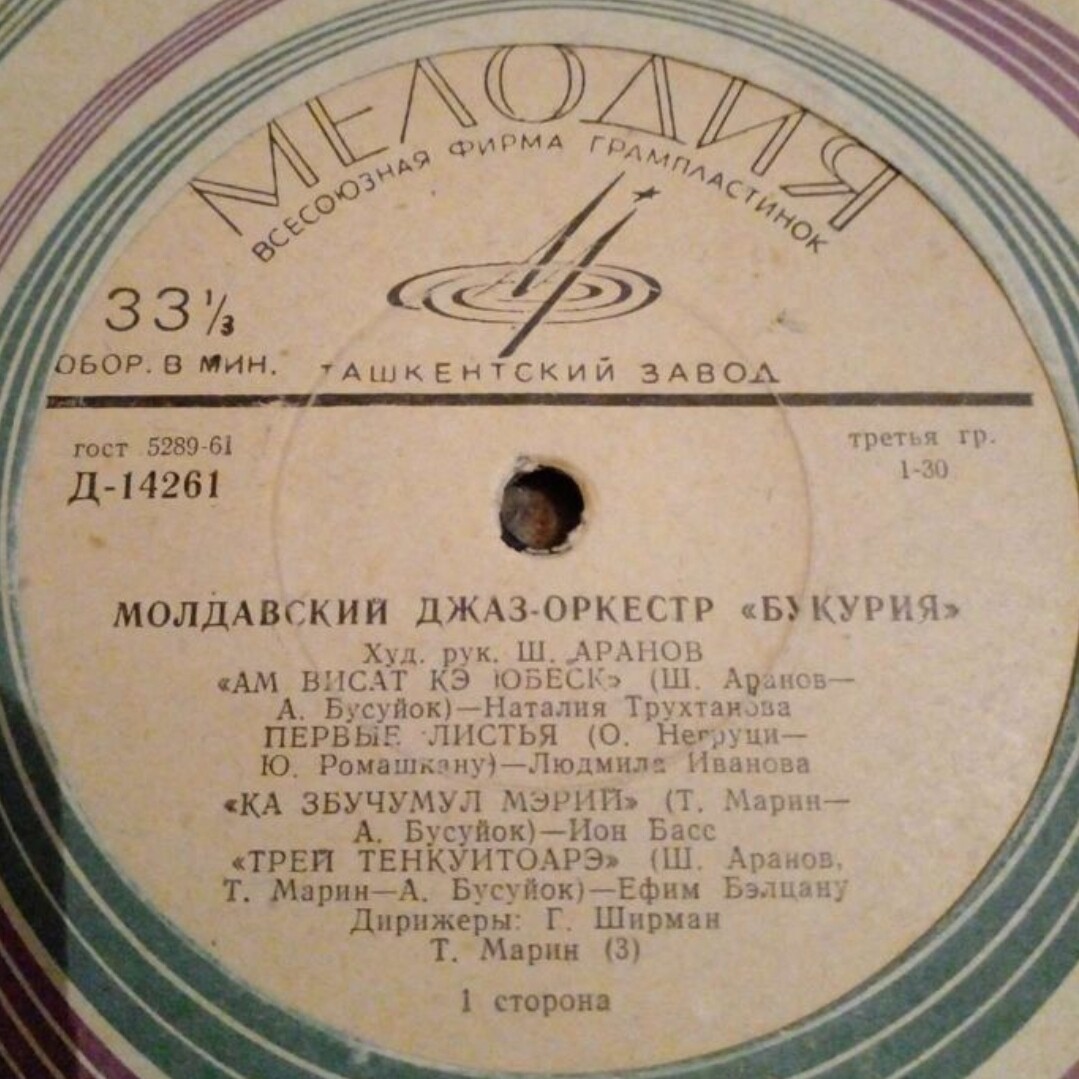 МЕЛОДИЯ
ВСЕСОЮЗНАЯ ФИРМА ГРАМПЛАСТИНОК
33 1/3
ОБОР. В МИН. ТАШКЕНТСКИЙ ЗАВОД
гост 5289-61
Д-14261
третья гр.
1-30
МОЛДАВСКИЙ ДЖАЗ-ОРКЕСТР «БУКУРИЯ»
Худ. рук. Ш. АРАНОВ
«АМ ВИСАТ КЭ ЮБЕСК» (Ш. Аранов—
А. Бусуйок)—Наталия Трухтанова
ПЕРВЫЕ ЛИСТЬЯ (О. Негруци—
Ю. Ромашкану)—Людмила Иванова
«КА ЗБУЧУМУЛ МЭРИЙ» (Т. Марин—
А. Бусуйок)—Ион Басс
«ТРЕЙ ТЕНКУИТОАРЭ» (Ш. Аранов,
Т. Марин—А. Бусуйок)—Ефим Бэлцану
Дирижеры: Г. Ширман
Т. Марин (3)
1 сторона